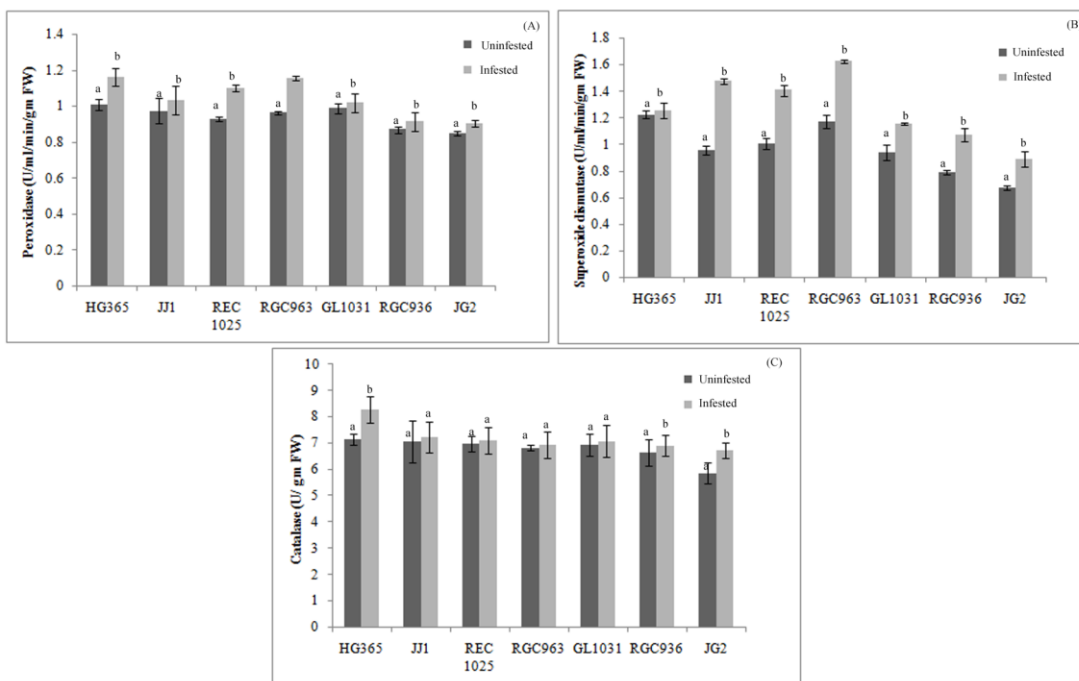 (A)
Peroxidase (U/ml/min/gm FW)
1.4
1.2
1
0.8
0.6
0.4
0.2
0
Uninfested
Infested
a b a b a b a b a b a b a b
HG365 JJ1 REC RGC963 GL1031 RGC936 JG2
1025
(B)
Superoxide dismutase (U/ml/min/gm FW)
1.8
1.6
1.4
1.2
1
0.8
0.6
0.4
0.2
0
Uninfested
Infested
a b a b a b a b a b a b a b
HG365 JJ1 REC RGC963 GL1031 RGC936 JG2
1025
(C)
Catalase (U/ gm FW)
10
9
8
7
6
5
4
3
2
1
0
Uninfested
Infested
a b a a a a a a a a a b a b
HG365 JJ1 REC RGC963 GL1031 RGC936 JG2
1025